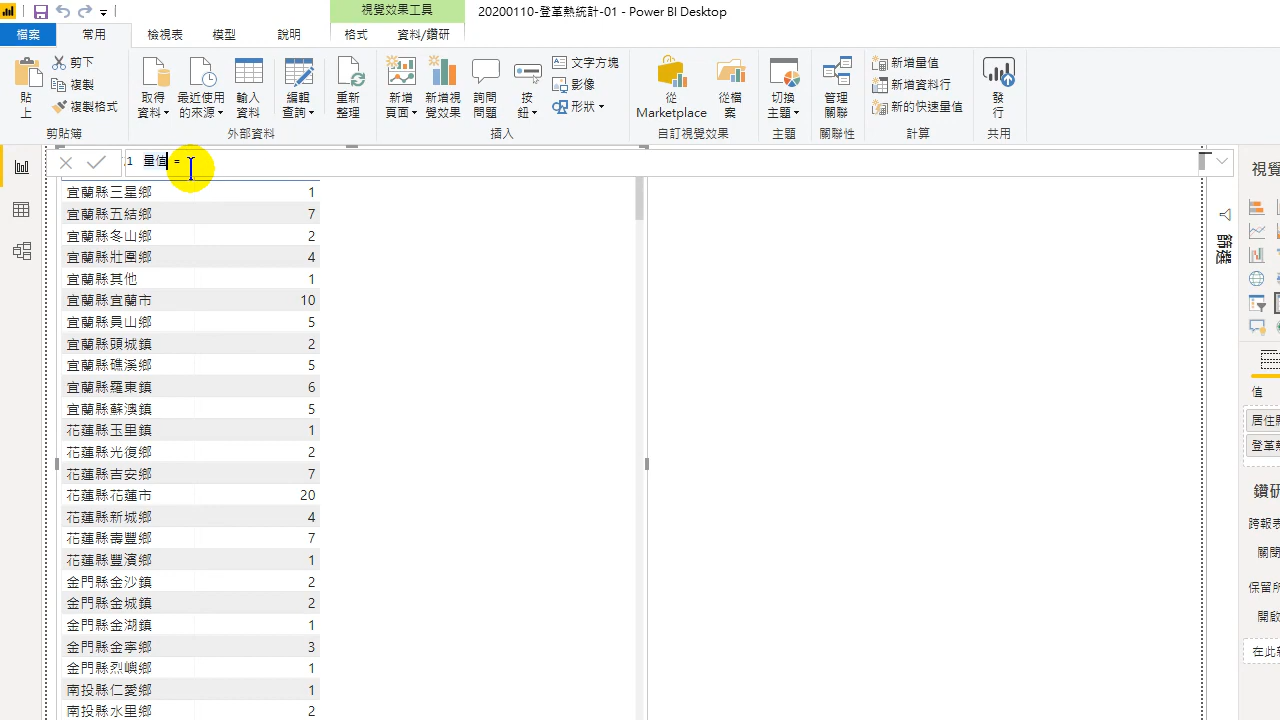 視覺效果工具
20200110-登革熱統計-01 - Power BI Desktop
檔案 常用 檢視表 模型 說明 格式 資料/鑽研
貼上 剪下 複製 複製格式
取得資料 最近使用的來源 輸入資料 編輯查詢 重新整理
新增頁面 新增視覺效果 詢問問題 按鈕 文字方塊 影像 形狀
從 Marketplace 從檔案 切換主題 管理關聯
新增量值 新增資料行 新的快速量值 發行
剪貼簿 外部資料 插入 自訂視覺效果 主題 關聯性 計算 共用
1 量值 =
宜蘭縣三星鄉 1
宜蘭縣五結鄉 7
宜蘭縣冬山鄉 2
宜蘭縣壯圍鄉 4
宜蘭縣其他 1
宜蘭縣宜蘭市 10
宜蘭縣員山鄉 5
宜蘭縣頭城鎮 2
宜蘭縣礁溪鄉 5
宜蘭縣羅東鎮 6
宜蘭縣蘇澳鎮 5
花蓮縣玉里鎮 1
花蓮縣光復鄉 2
花蓮縣吉安鄉 7
花蓮縣花蓮市 20
花蓮縣新城鄉 4
花蓮縣壽豐鄉 7
花蓮縣豐濱鄉 1
金門縣金沙鎮 2
金門縣金城鎮 2
金門縣金湖鎮 1
金門縣金寧鄉 3
金門縣烈嶼鄉 1
南投縣仁愛鄉 1
南投縣水里鄉 2
篩選
視覺
值
居住
登革
鑽研
跨報
關閉
保留所
開啟
在此